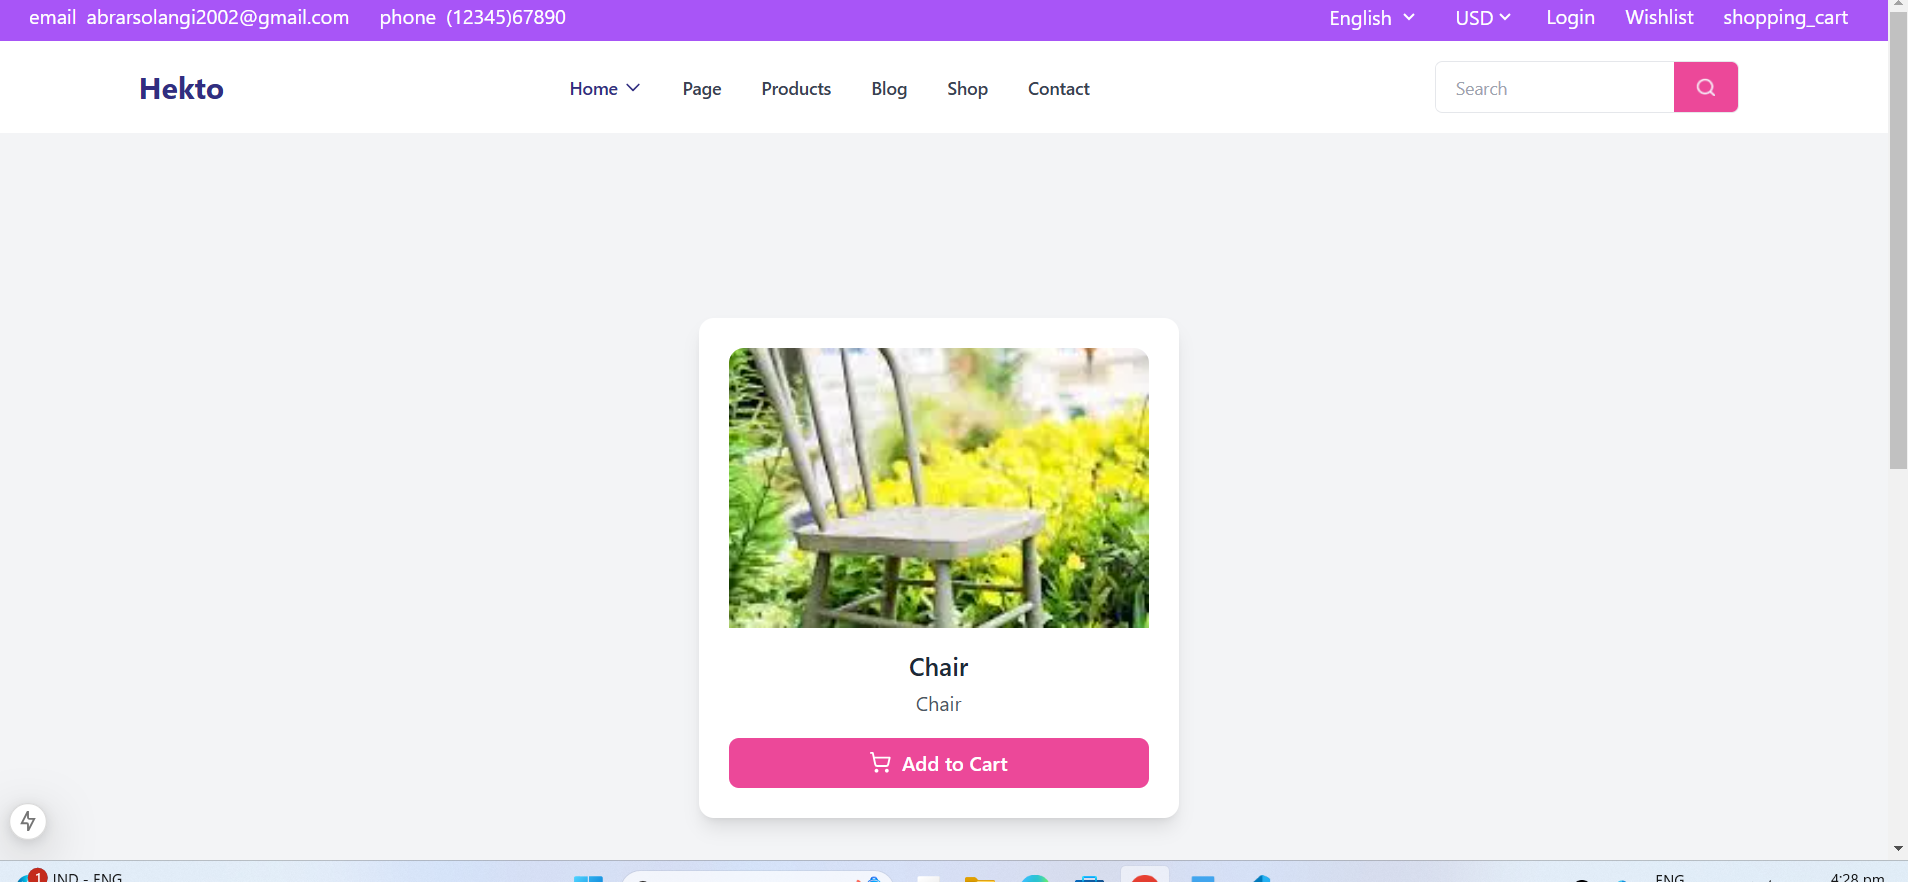 email abrarsolangi2002@gmail.com phone (12345)67890 English USD Login Wishlist shopping_cart
Hekto Home Page Products Blog Shop Contact Search
Chair
Chair
Add to Cart
1 IND - ENG ENG 4:28 pm